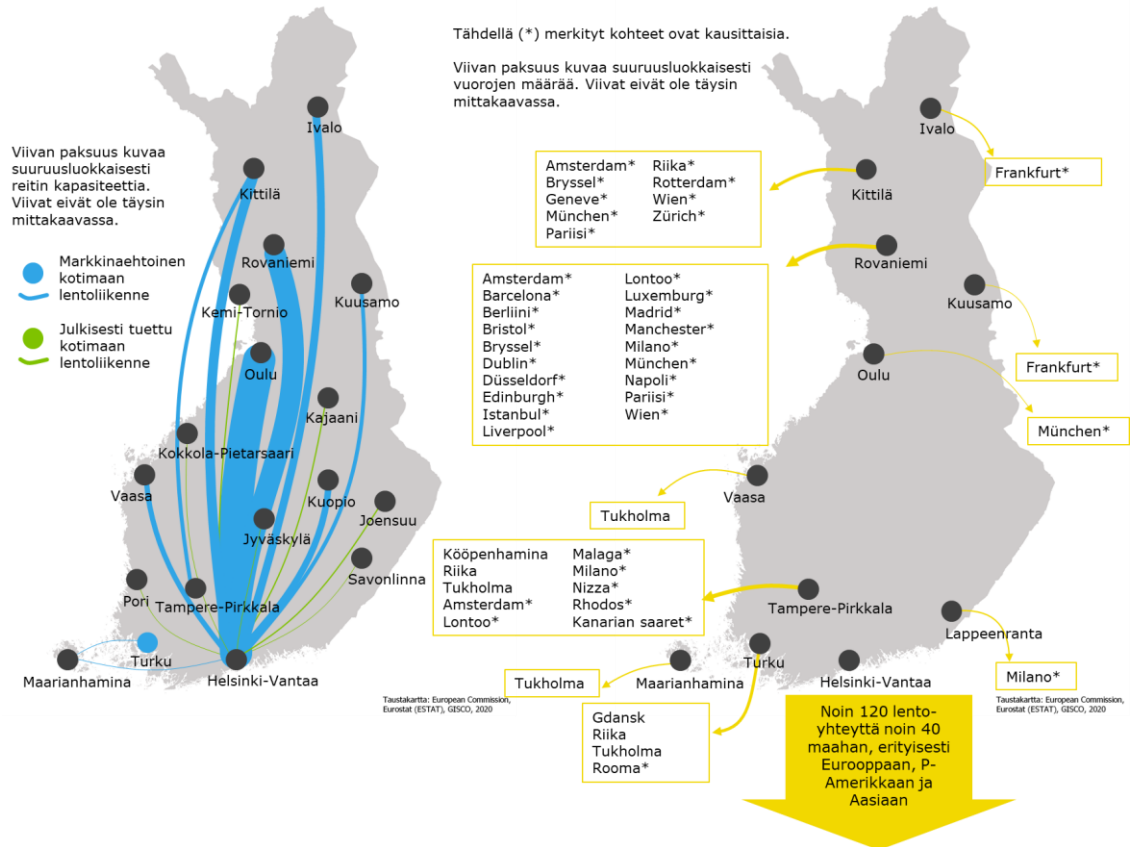 Viivan paksuus kuvaa
suuruusluokkaisesti
reitin kapasiteettia.
Viivat eivät ole täysin
mittakaavassa.
Markkinaehtoinen
kotimaan
lentoliikenne
Julkisesti tuettu
kotimaan
lentoliikenne
Ivalo
Kittilä
Rovaniemi
Kemi-Tornio
Kuusamo
Oulu
Kajaani
Kokkola-Pietarsaari
Vaasa
Kuopio
Joensuu
Jyväskylä
Savonlinna
Pori
Tampere-Pirkkala
Turku
Maarianhamina
Helsinki-Vantaa
Taustakartta: European Commission,
Eurostat (ESTAT), GISCO, 2020
Tähdellä (*) merkityt kohteet ovat kausittaisia.
Viivan paksuus kuvaa suuruusluokkaisesti
vuorojen määrää. Viivat eivät ole täysin
mittakaavassa.
Ivalo
Frankfurt*
Amsterdam*
Bryssel*
Geneve*
München*
Pariisi*
Riika*
Rotterdam*
Wien*
Zürich*
Kittilä
Rovaniemi
Amsterdam*
Barcelona*
Berliini*
Bristol*
Bryssel*
Dublin*
Düsseldorf*
Edinburgh*
Istanbul*
Liverpool*
Lontoo*
Luxemburg*
Madrid*
Manchester*
Milano*
München*
Napoli*
Pariisi*
Wien*
Kuusamo
Frankfurt*
Oulu
München*
Vaasa
Tukholma
Kööpenhamina
Riika
Tukholma
Amsterdam*
Lontoo*
Malaga*
Milano*
Nizza*
Rhodos*
Kanarian saaret*
Tampere-Pirkkala
Lappeenranta
Milano*
Turku
Maarianhamina
Tukholma
Helsinki-Vantaa
Gdansk
Riika
Tukholma
Rooma*
Noin 120 lento-
yhteyttä noin 40
maahan, erityisesti
Eurooppaan, P-
Amerikkaan ja
Aasiaan
Taustakartta: European Commission,
Eurostat (ESTAT), GISCO, 2020